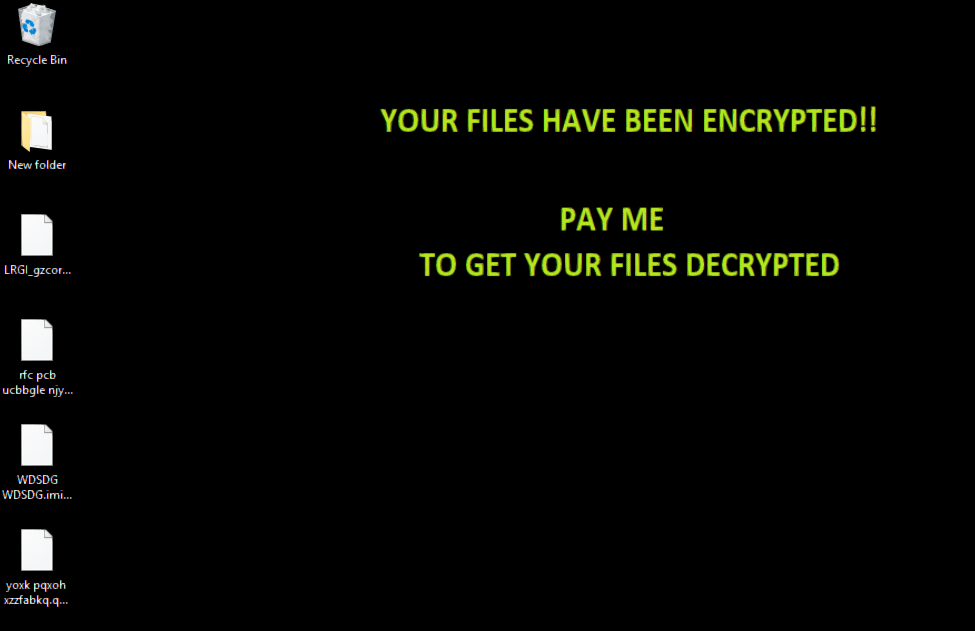 Recycle Bin
New folder
LRGI_gzcor...
rfc pcb
ucbbgle njy...
WDSDG
WDSDG.imi...
yoxk pqxoh
xzzfabkq.q...
YOUR FILES HAVE BEEN ENCRYPTED!!
PAY ME
TO GET YOUR FILES DECRYPTED